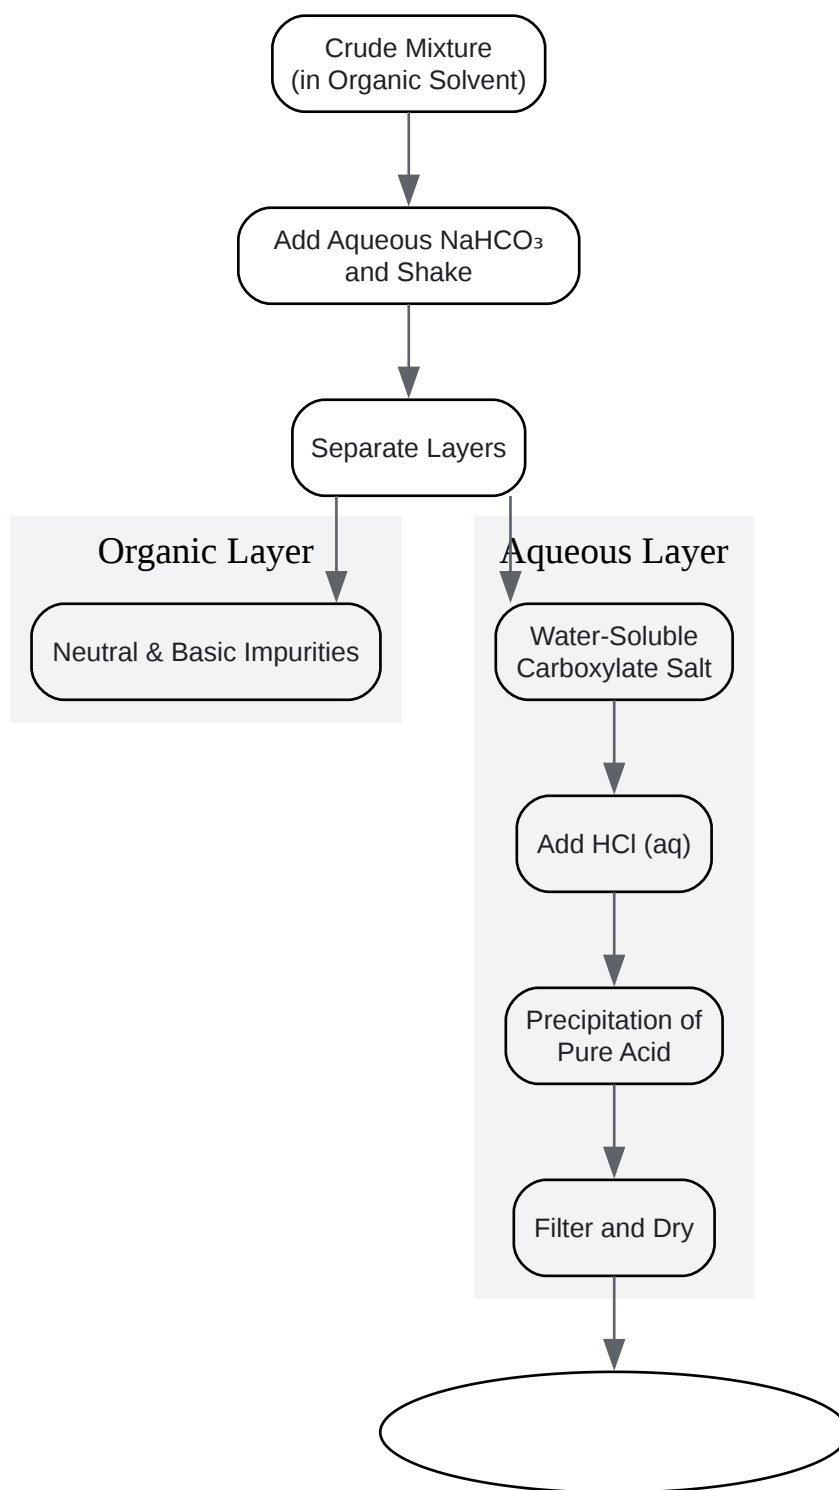 Crude Mixture
(in Organic Solvent)
Add Aqueous NaHCO₃
and Shake
Separate Layers
Organic Layer
Neutral & Basic Impurities
Aqueous Layer
Water-Soluble
Carboxylate Salt
Add HCl (aq)
Precipitation of
Pure Acid
Filter and Dry